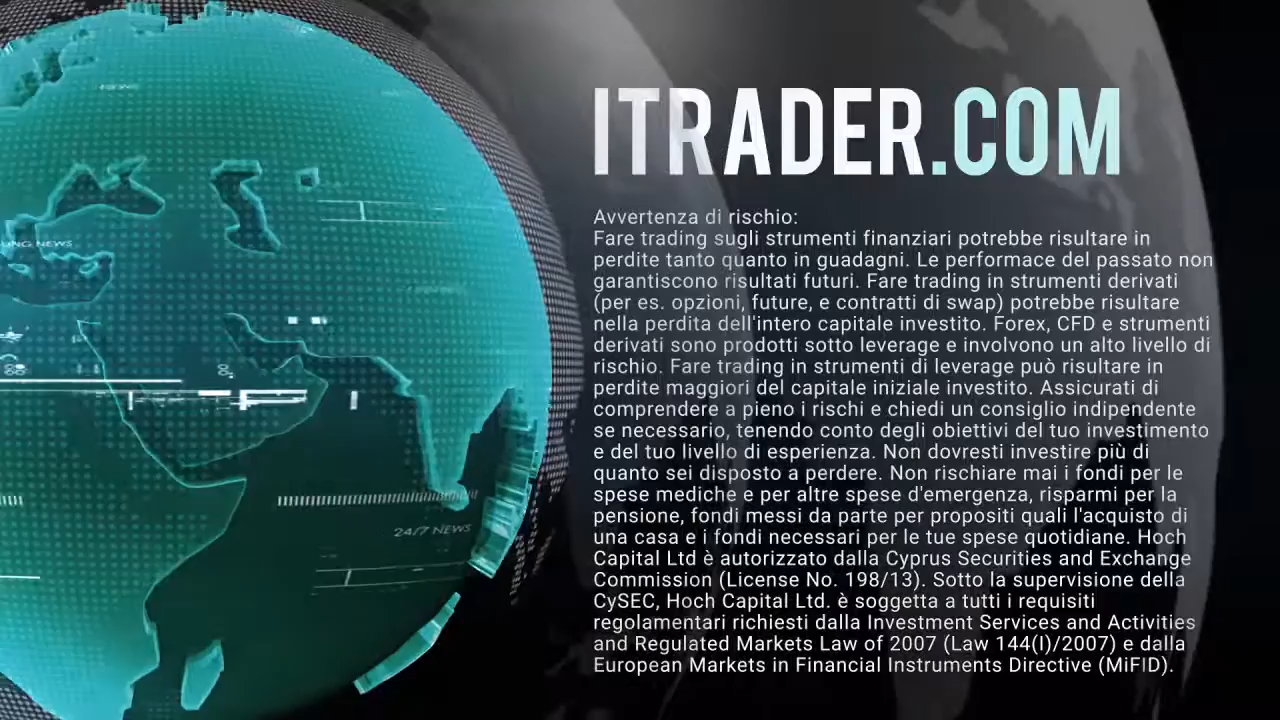 ITRADER.COM
Avvertenza di rischio:
Fare trading sugli strumenti finanziari potrebbe risultare in
perdite tanto quanto in guadagni. Le performace del passato non
garantiscono risultati futuri. Fare trading in strumenti derivati
(per es. opzioni, future, e contratti di swap) potrebbe risultare
nella perdita dell'intero capitale investito. Forex, CFD e strumenti
derivati sono prodotti sotto leverage e involvono un alto livello di
rischio. Fare trading in strumenti di leverage può risultare in
perdite maggiori del capitale iniziale investito. Assicurati di
comprendere a pieno i rischi e chiedi un consiglio indipendente
se necessario, tenendo conto degli obiettivi del tuo investimento
e del tuo livello di esperienza. Non dovresti investire più di
quanto sei disposto a perdere. Non rischiare mai i fondi per le
spese mediche e per altre spese d'emergenza, risparmi per la
pensione, fondi messi da parte per propositi quali l'acquisto di
una casa e i fondi necessari per le tue spese quotidiane. Hoch
Capital Ltd è autorizzato dalla Cyprus Securities and Exchange
Commission (License No. 198/13). Sotto la supervisione della
CySEC, Hoch Capital Ltd. è soggetta a tutti i requisiti
regolamentari richiesti dalla Investment Services and Activities
and Regulated Markets Law of 2007 (Law 144(I)/2007) e dalla
European Markets in Financial Instruments Directive (MiFID).
NEWS
24/7 NEWS